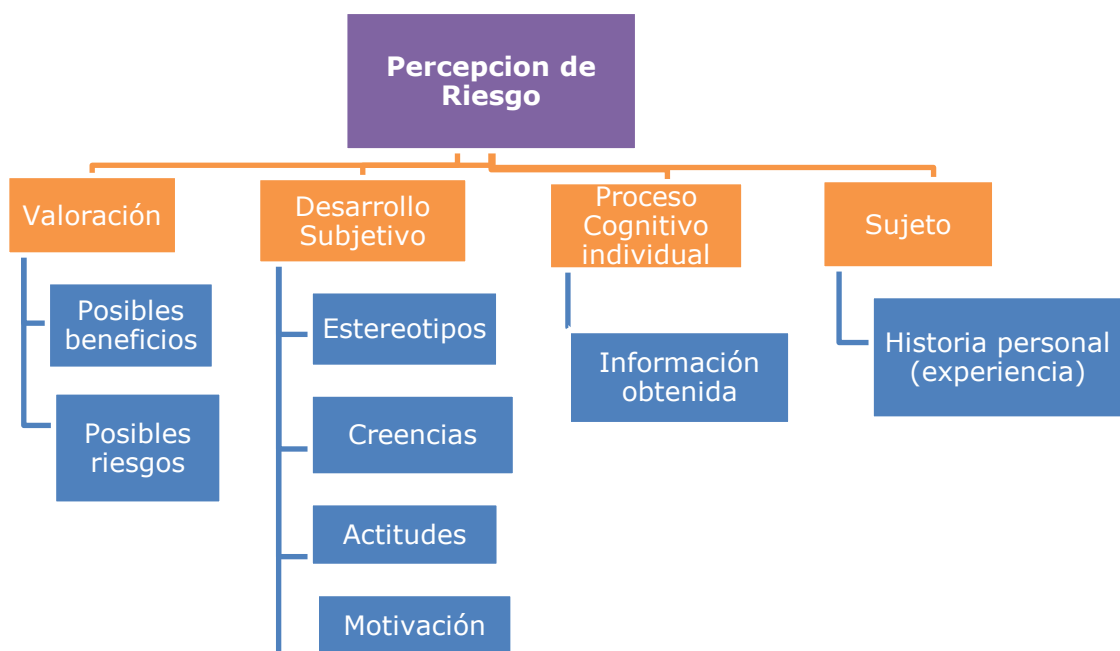 Percepcion de
Riesgo
Valoración
Posibles
beneficios
Posibles
riesgos
Desarrollo
Subjetivo
Estereotipos
Creencias
Actitudes
Motivación
Proceso
Cognitivo
individual
Información
obtenida
Sujeto
Historia personal
(experiencia)